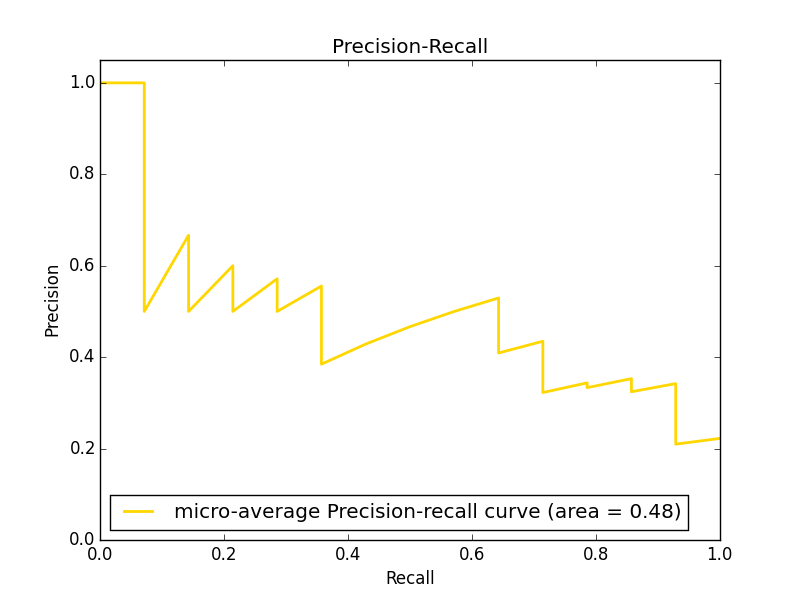 Precision-Recall
1.0
0.8
0.6
0.4
0.2
0.0
Precision
micro-average Precision-recall curve (area = 0.48)
0.0 0.2 0.4 0.6 0.8 1.0
Recall